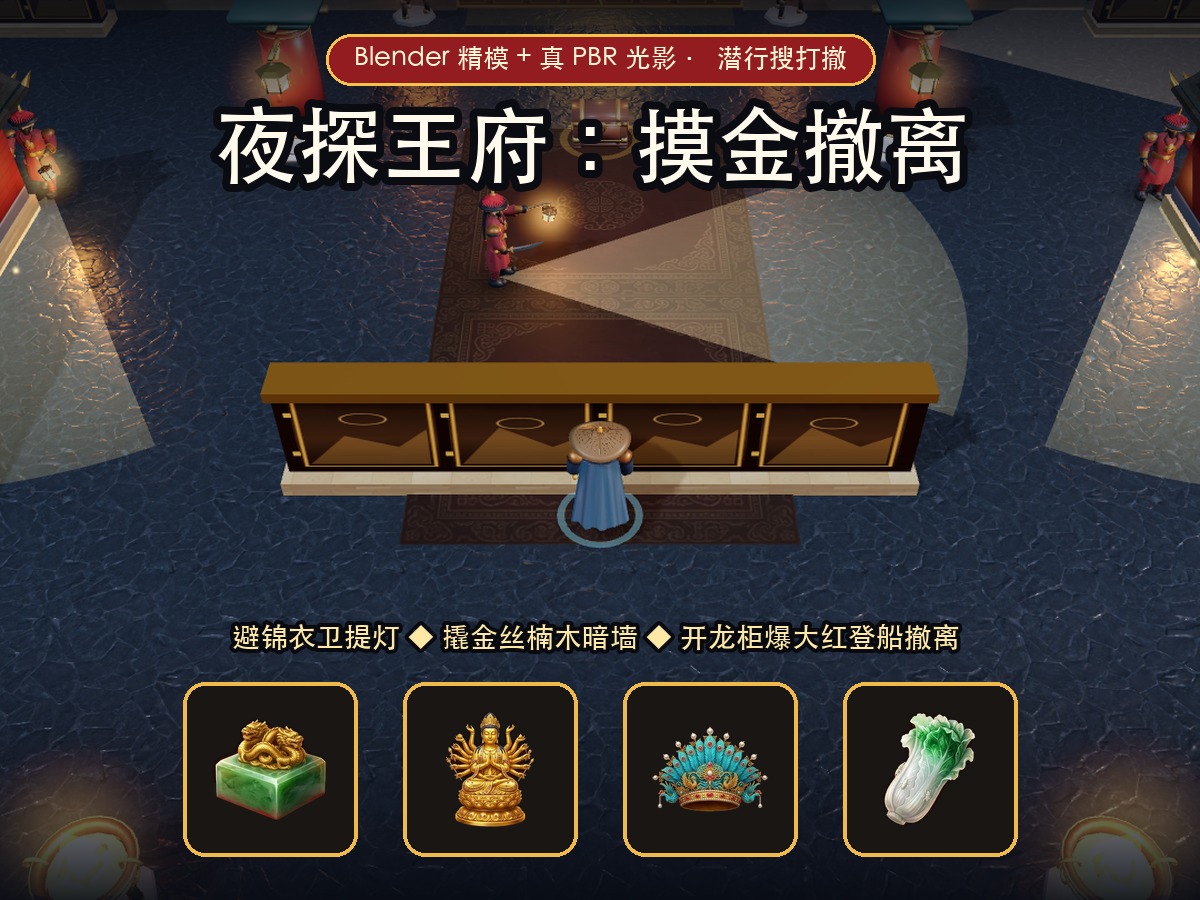 Blender 精模 + 真 PBR 光影 · 潜行搜打撤
夜探王府：摸金撤离
避锦衣卫提灯 ◆ 撬金丝楠木暗墙 ◆ 开龙柜爆大红登船撤离